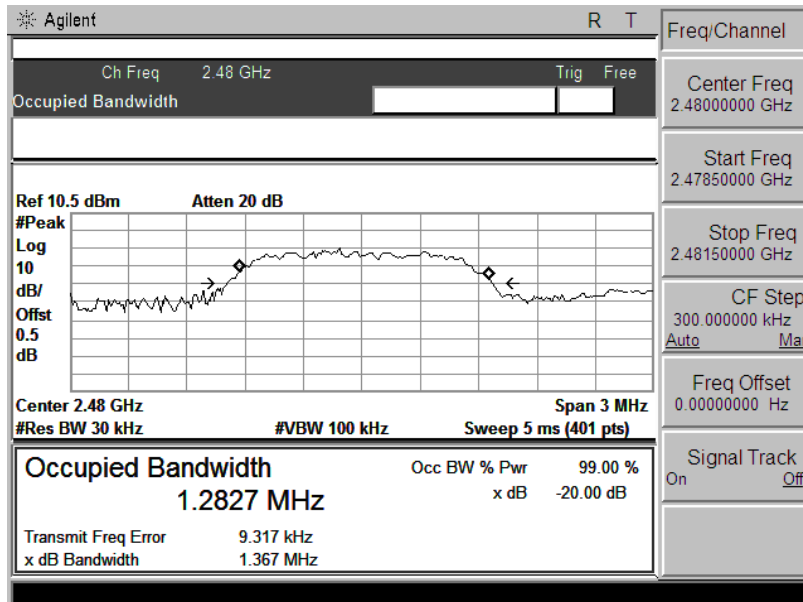 Agilent R T
Ch Freq 2.48 GHz Trig Free
Occupied Bandwidth
Ref 10.5 dBm Atten 20 dB
#Peak
Log
10
dB/
Offst
0.5
dB
Center 2.48 GHz Span 3 MHz
#Res BW 30 kHz #VBW 100 kHz Sweep 5 ms (401 pts)
Occupied Bandwidth Occ BW % Pwr 99.00 %
1.2827 MHz x dB -20.00 dB
Transmit Freq Error 9.317 kHz
x dB Bandwidth 1.367 MHz
Freq/Channel
Center Freq
2.48000000 GHz
Start Freq
2.47850000 GHz
Stop Freq
2.48150000 GHz
CF Step
300.000000 kHz
Auto Ma
Freq Offset
0.00000000 Hz
Signal Track
On Off